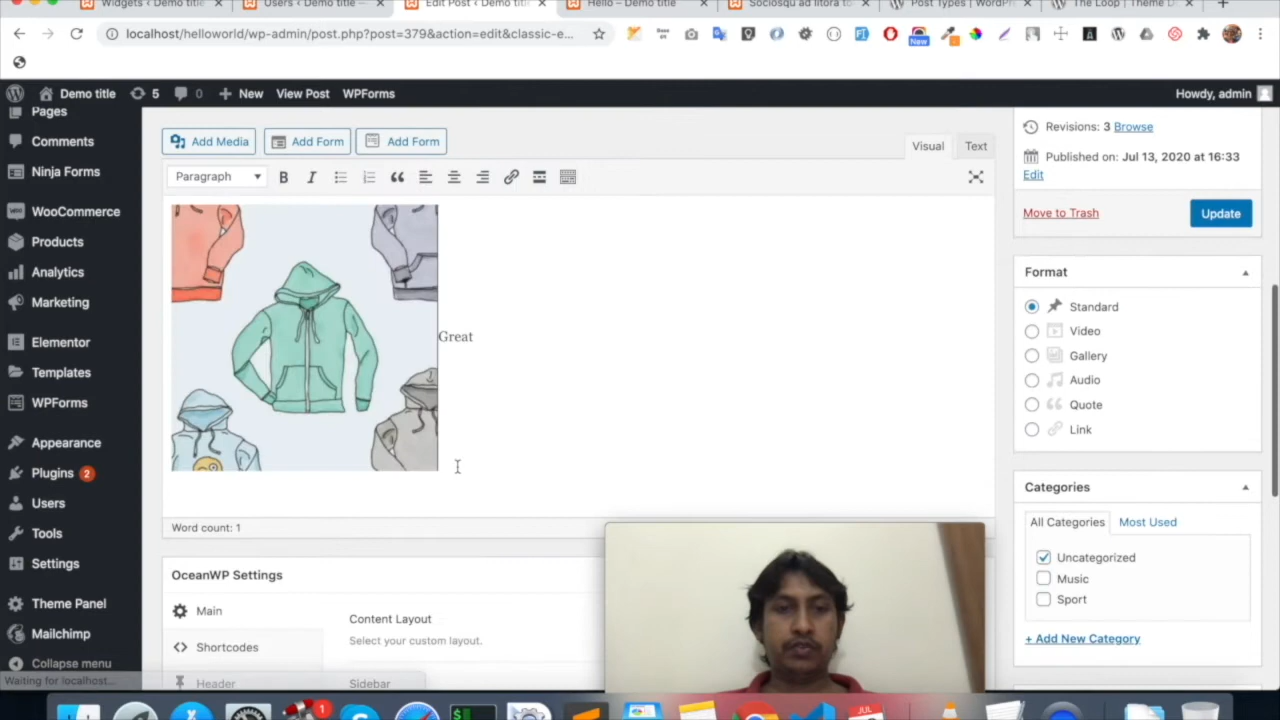 Widgets ‹ Demo title
Users ‹ Demo title —
Edit Post ‹ Demo title
Hello – Demo title
Sociosqu ad litora to
Post Types | WordPre
The Loop | Theme D
localhost/helloworld/wp-admin/post.php?post=379&action=edit&classic-e...
New
Demo title
5
0
New
View Post
WPForms
Howdy, admin
Pages
Comments
Ninja Forms
WooCommerce
Products
Analytics
Marketing
Elementor
Templates
WPForms
Appearance
Plugins 2
Users
Tools
Settings
Theme Panel
Mailchimp
Collapse menu
Waiting for localhost...
Add Media
Add Form
Add Form
Visual
Text
Paragraph
B
I
Great
Word count: 1
OceanWP Settings
Main
Shortcodes
Header
Content Layout
Select your custom layout.
Sidebar
Revisions: 3 Browse
Published on: Jul 13, 2020 at 16:33
Edit
Move to Trash
Update
Format
Standard
Video
Gallery
Audio
Quote
Link
Categories
All Categories
Most Used
Uncategorized
Music
Sport
+ Add New Category
1
JUL